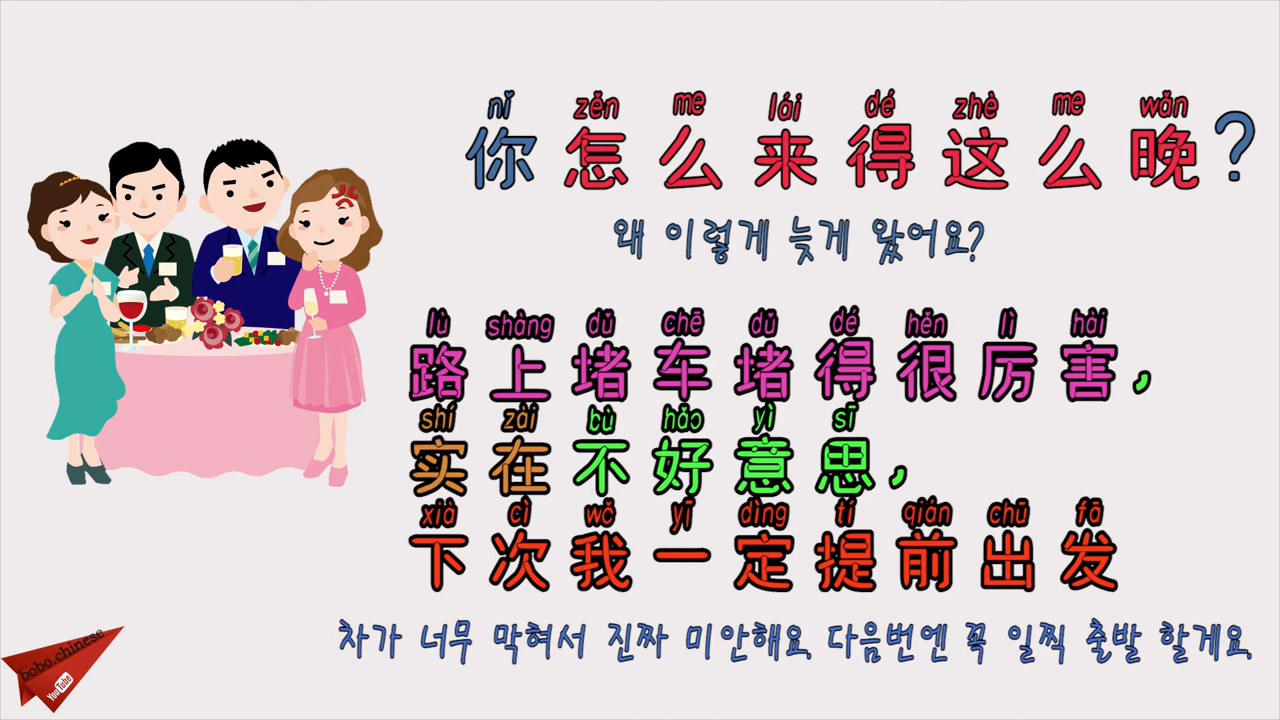 nǐ zěn me lái dé zhè me wǎn
你怎么来得这么晚?
왜 이렇게 늦게 왔어요?
lù shàng dǔ chē dǔ dé hěn lì hài
路上堵车堵得很厉害,
shí zài bù hǎo yì sī
实在不好意思,
xià cì wǒ yī dìng tí qián chū fā
下次我一定提前出发
차가 너무 막혀서 진짜 미안해요. 다음번엔 꼭 일찍 출발 할게요.
bobo.chinese
YouTube